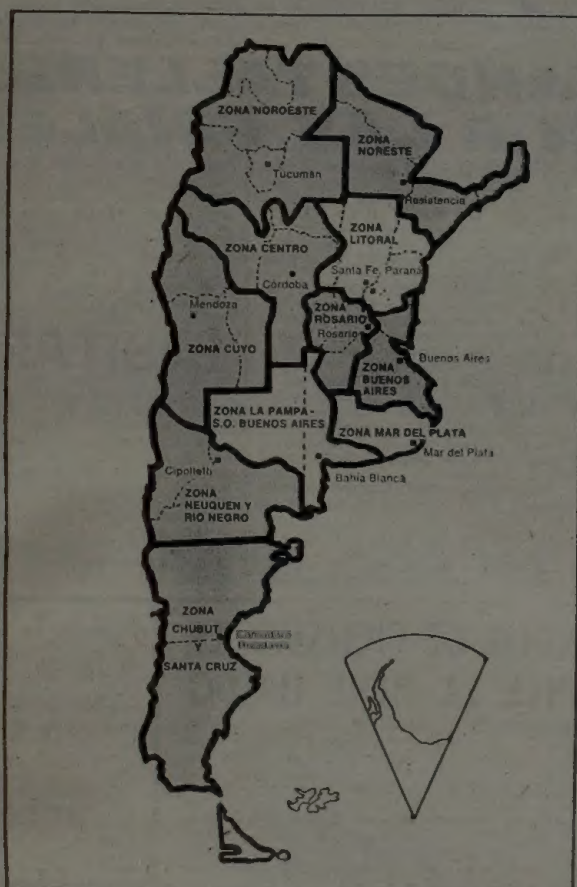 ZONA NOROESTE
Tucumán
ZONA
NORESTE
Resistencia
ZONA
LITORAL
Santa Fe
Paraná
ZONA CENTRO
Córdoba
ZONA
ROSARIO
Rosario
Mendoza
ZONA CUYO
Buenos Aires
ZONA
BUENOS
AIRES
ZONA LA PAMPA-
S.O. BUENOS AIRES
ZONA MAR DEL PLATA
Mar del Plata
Bahía Blanca
Cipolletti
ZONA
NEUQUEN Y
RIO NEGRO
ZONA
CHUBUT
Y
SANTA CRUZ
Comodoro
Rivadavia